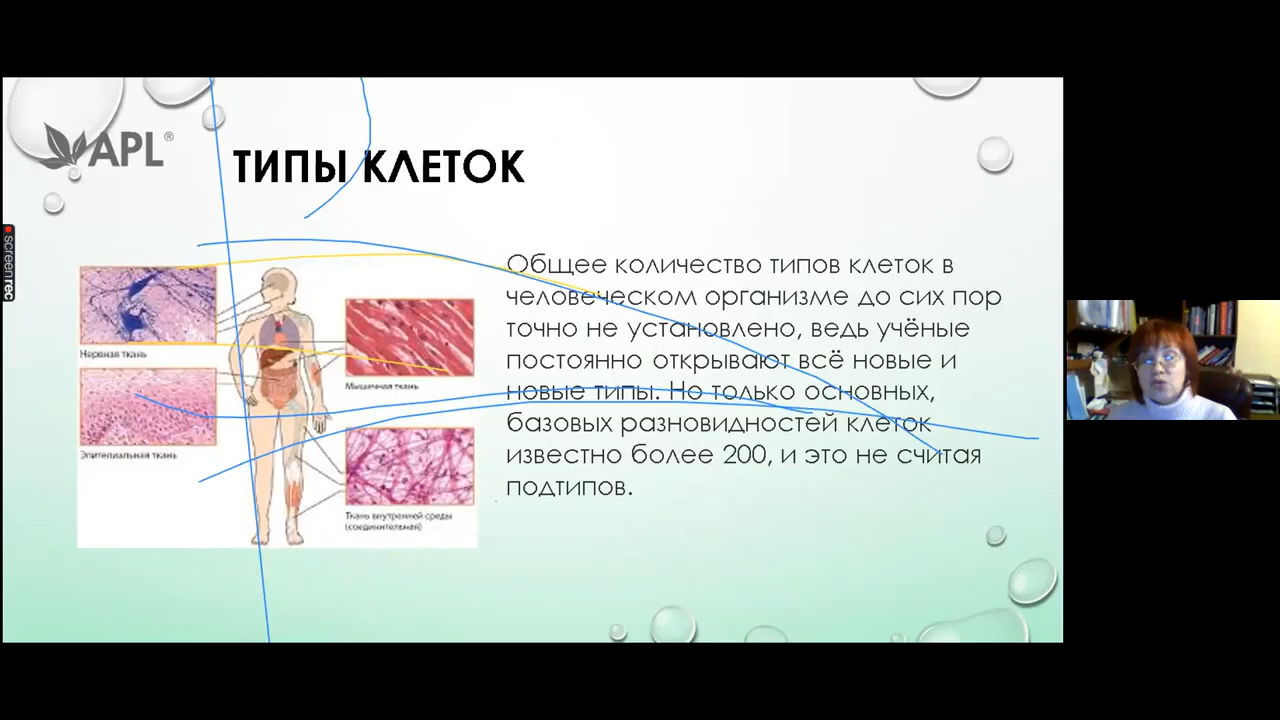 APL®
ТИПЫ КЛЕТОК
Общее количество типов клеток в
человеческом организме до сих пор
точно не установлено, ведь учёные
постоянно открывают всё новые и
новые типы. Но только основных,
базовых разновидностей клеток
известно более 200, и это не считая
подтипов.
Нервная ткань
Эпителиальная ткань
Мышечная ткань
Ткань внутренней среды
(соединительная)
screenrec